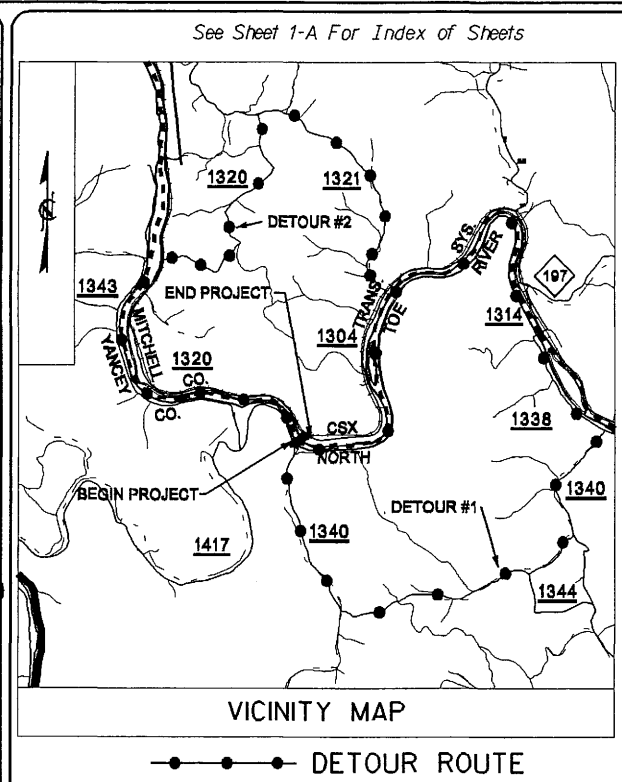 See Sheet 1-A For Index of Sheets
1320
1321
DETOUR #2
SYS
RIVER
197
END PROJECT
1343
TRANS.
1314
MITCHELL
1304
TOE
YANCEY
1320
CO.
CO.
1338
CSX
NORTH
BEGIN PROJECT
1340
DETOUR #1
1340
1417
1344
VICINITY MAP
DETOUR ROUTE